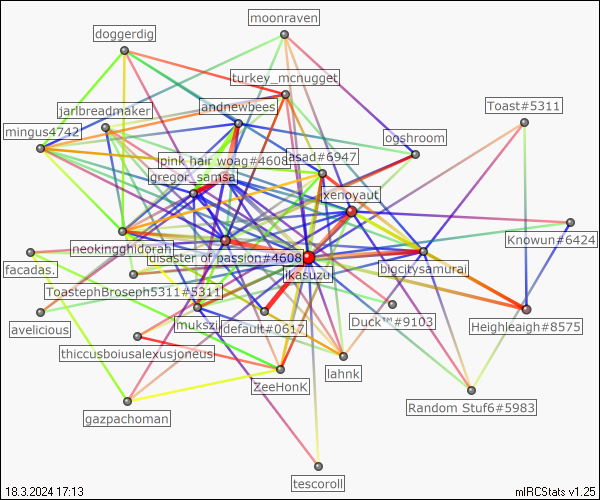 moonraven
doggerdig
turkey_mcnugget
Toast#5311
jarlbreadmaker
andnewbees
mingus4742
ogshroom
pink hair woag#4608
asad#6947
gregor_samsa
xenoyaut
Knowun#6424
neokingghidorah
disaster of passion#4608
bigcitysamurai
facadas.
ikasuzu
ToastephBroseph5311#5311
avelicious
mukszi
default#0617
Duck™#9103
Heighleaigh#8575
thiccusboiusalexusjoneus
lahnk
ZeeHonK
Random Stuf6#5983
gazpachoman
tescoroll
18.3.2024 17:13
mIRCStats v1.25